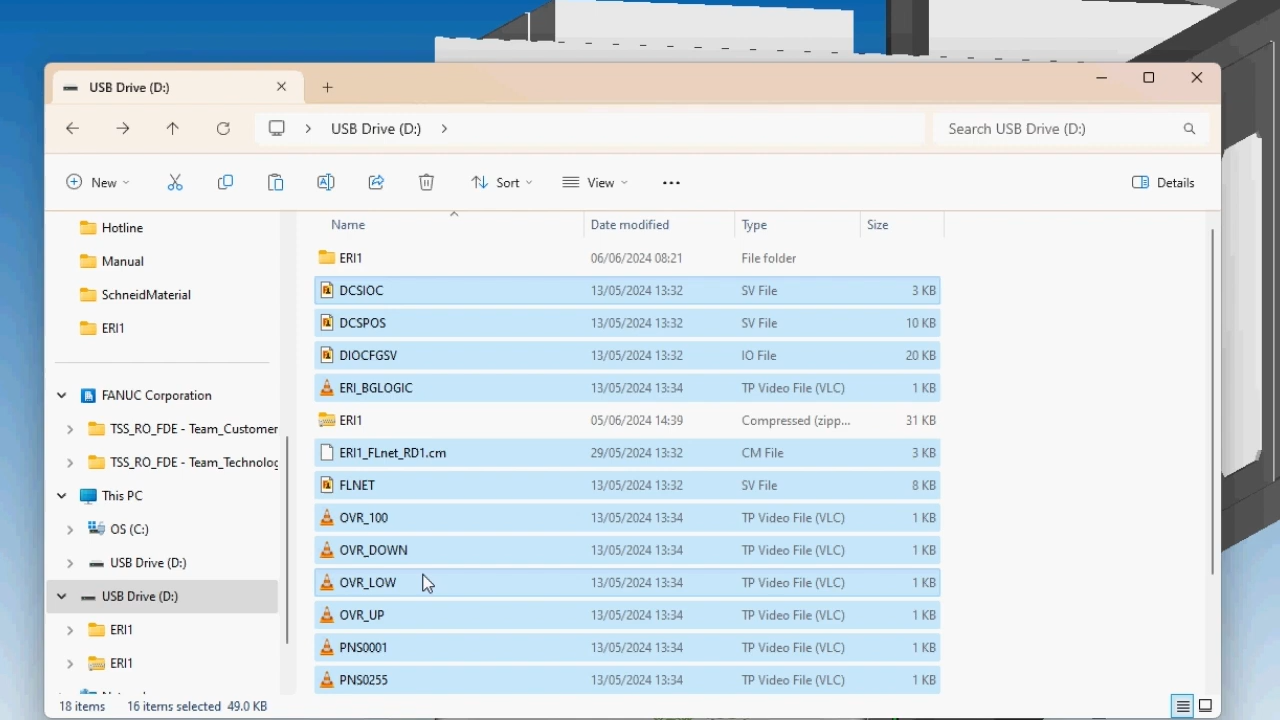 USB Drive (D:)
USB Drive (D:)
Search USB Drive (D:)
New
Sort
View
Details
Hotline
Manual
SchneidMaterial
ERI1
FANUC Corporation
TSS_RO_FDE - Team_Customer
TSS_RO_FDE - Team_Technolog
This PC
OS (C:)
USB Drive (D:)
USB Drive (D:)
ERI1
ERI1
Name Date modified Type Size
ERI1 06/06/2024 08:21 File folder
DCSIOC 13/05/2024 13:32 SV File 3 KB
DCSPOS 13/05/2024 13:32 SV File 10 KB
DIOCFGSV 13/05/2024 13:32 IO File 20 KB
ERI_BGLOGIC 13/05/2024 13:34 TP Video File (VLC) 1 KB
ERI1 05/06/2024 14:39 Compressed (zipp... 31 KB
ERI1_FLnet_RD1.cm 29/05/2024 13:32 CM File 3 KB
FLNET 13/05/2024 13:32 SV File 8 KB
OVR_100 13/05/2024 13:34 TP Video File (VLC) 1 KB
OVR_DOWN 13/05/2024 13:34 TP Video File (VLC) 1 KB
OVR_LOW 13/05/2024 13:34 TP Video File (VLC) 1 KB
OVR_UP 13/05/2024 13:34 TP Video File (VLC) 1 KB
PNS0001 13/05/2024 13:34 TP Video File (VLC) 1 KB
PNS0255 13/05/2024 13:34 TP Video File (VLC) 1 KB
18 items 16 items selected 49.0 KB